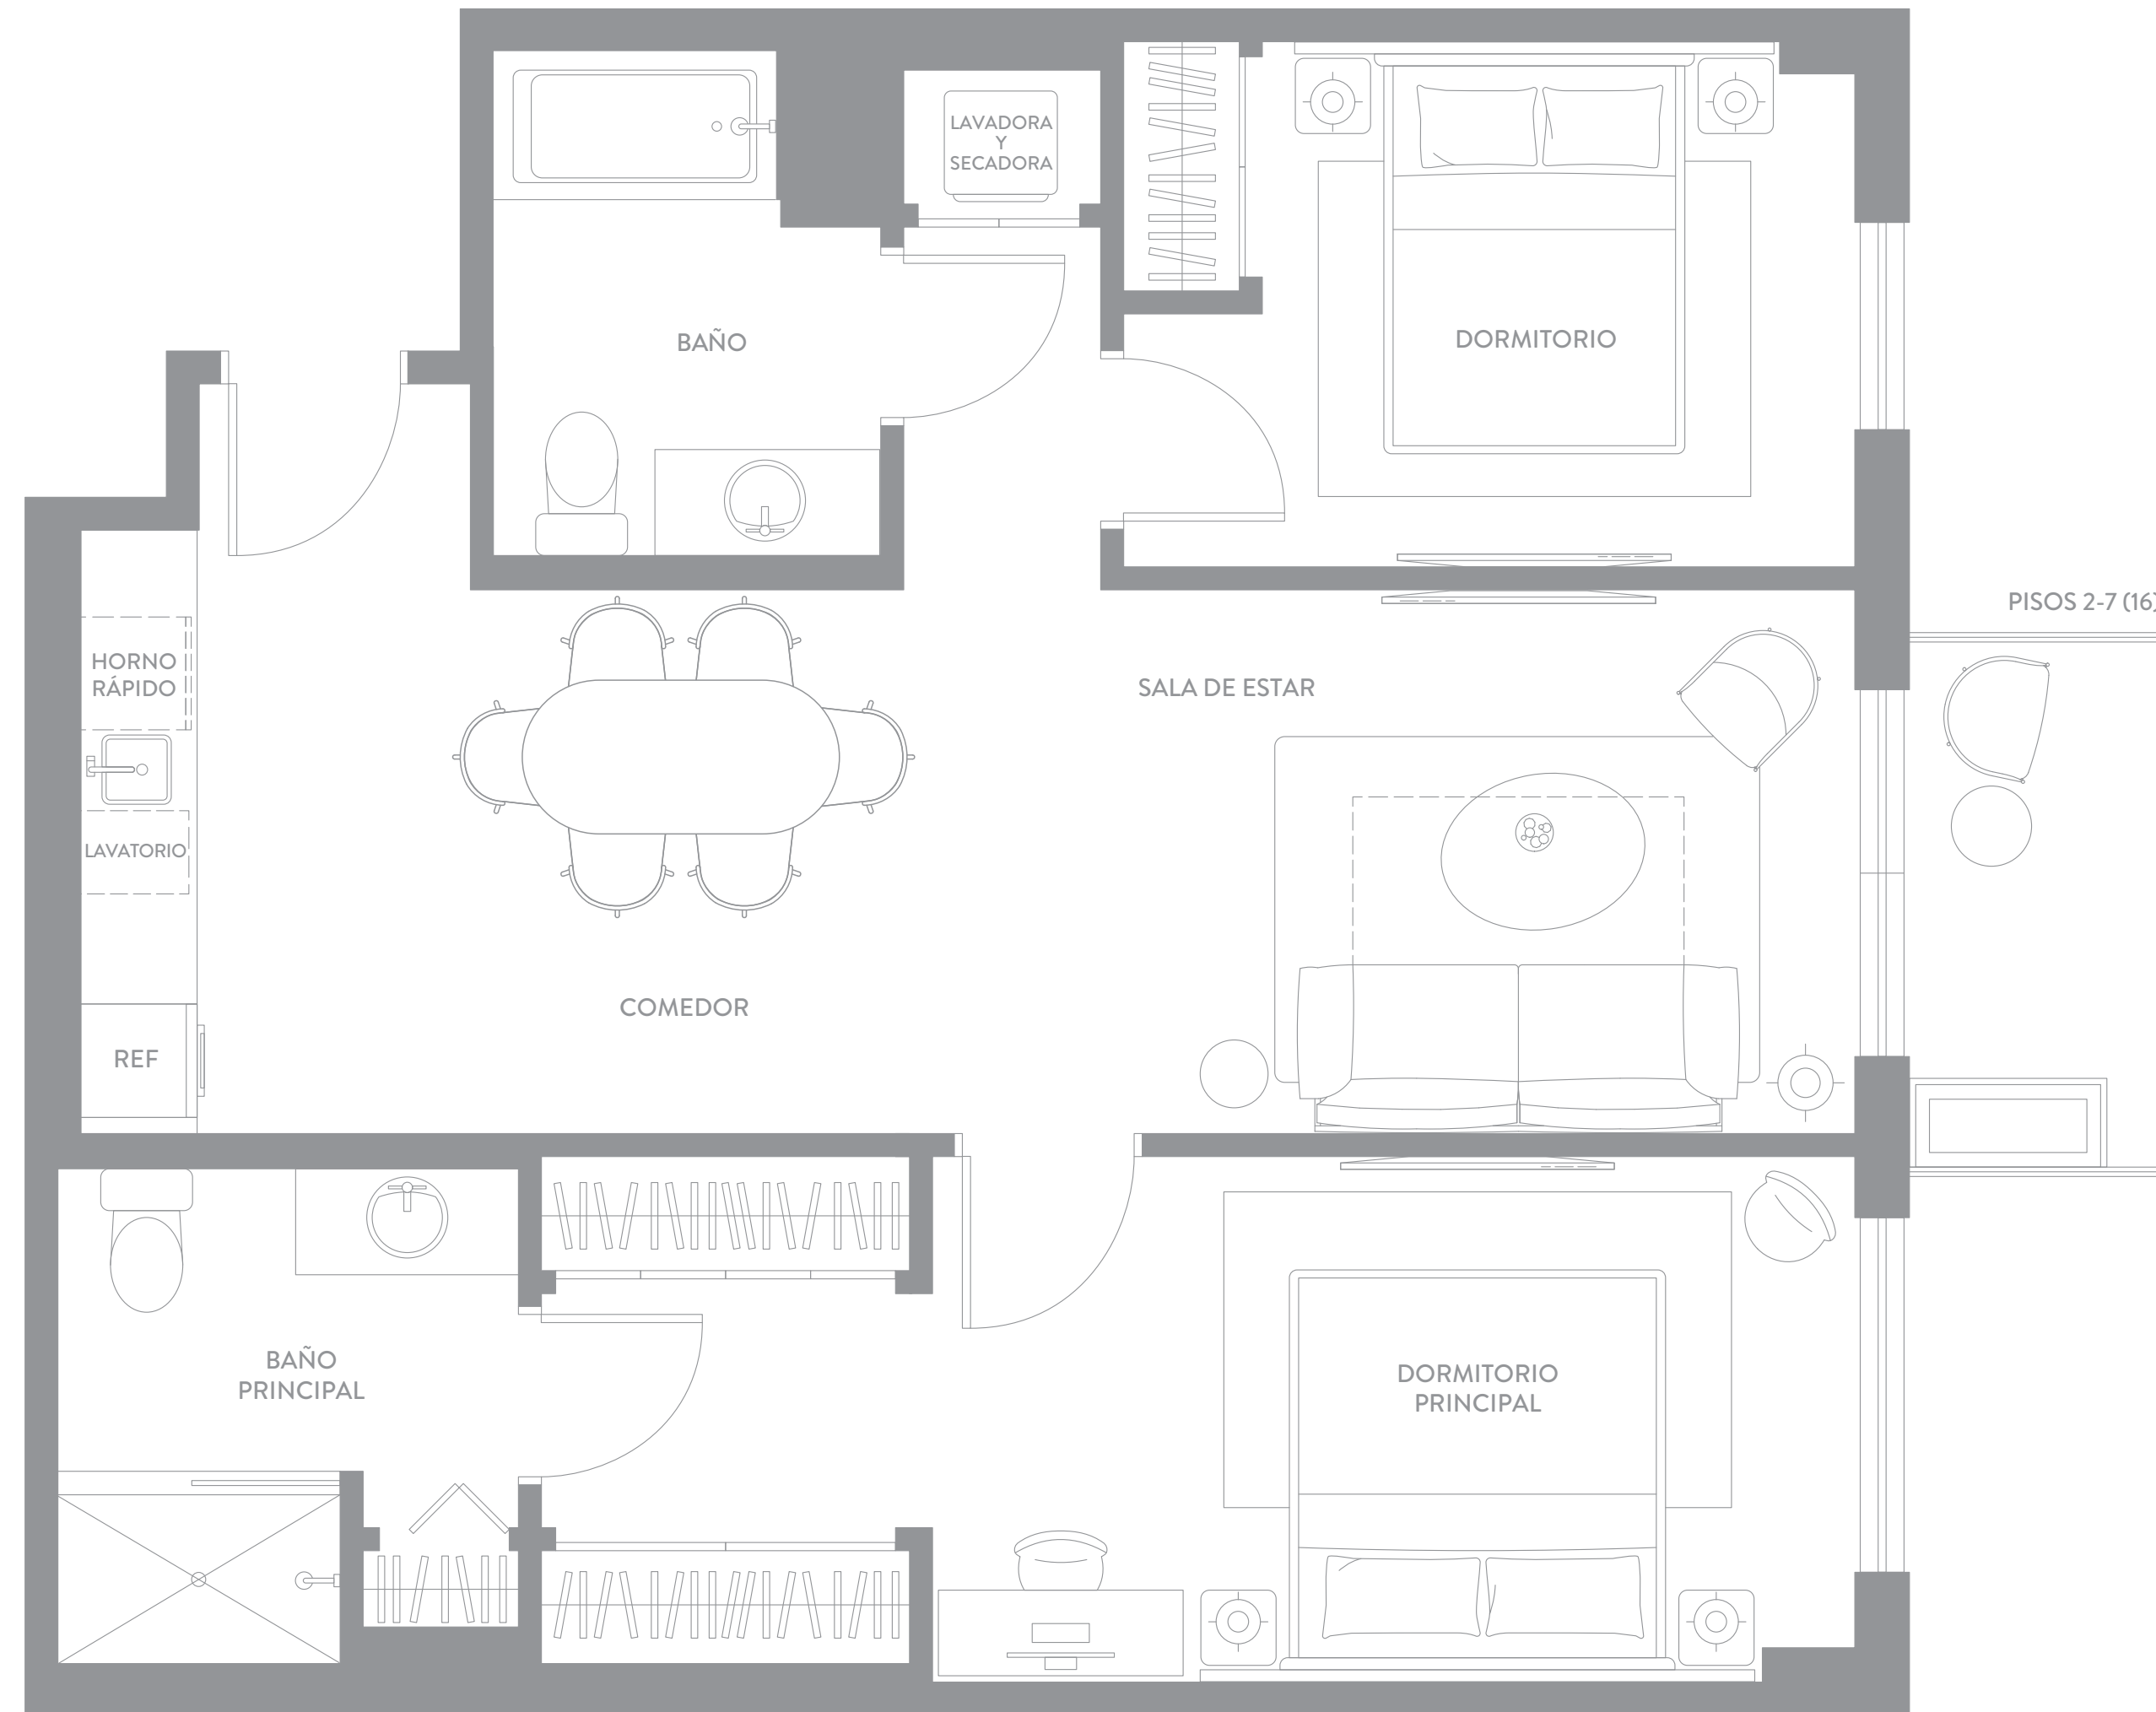 LAVADORA
Y
SECADORA
BAÑO
DORMITORIO
PISOS 2-7 (16)
HORNO
RÁPIDO
SALA DE ESTAR
LAVATORIO
COMEDOR
REF
BAÑO
PRINCIPAL
DORMITORIO
PRINCIPAL